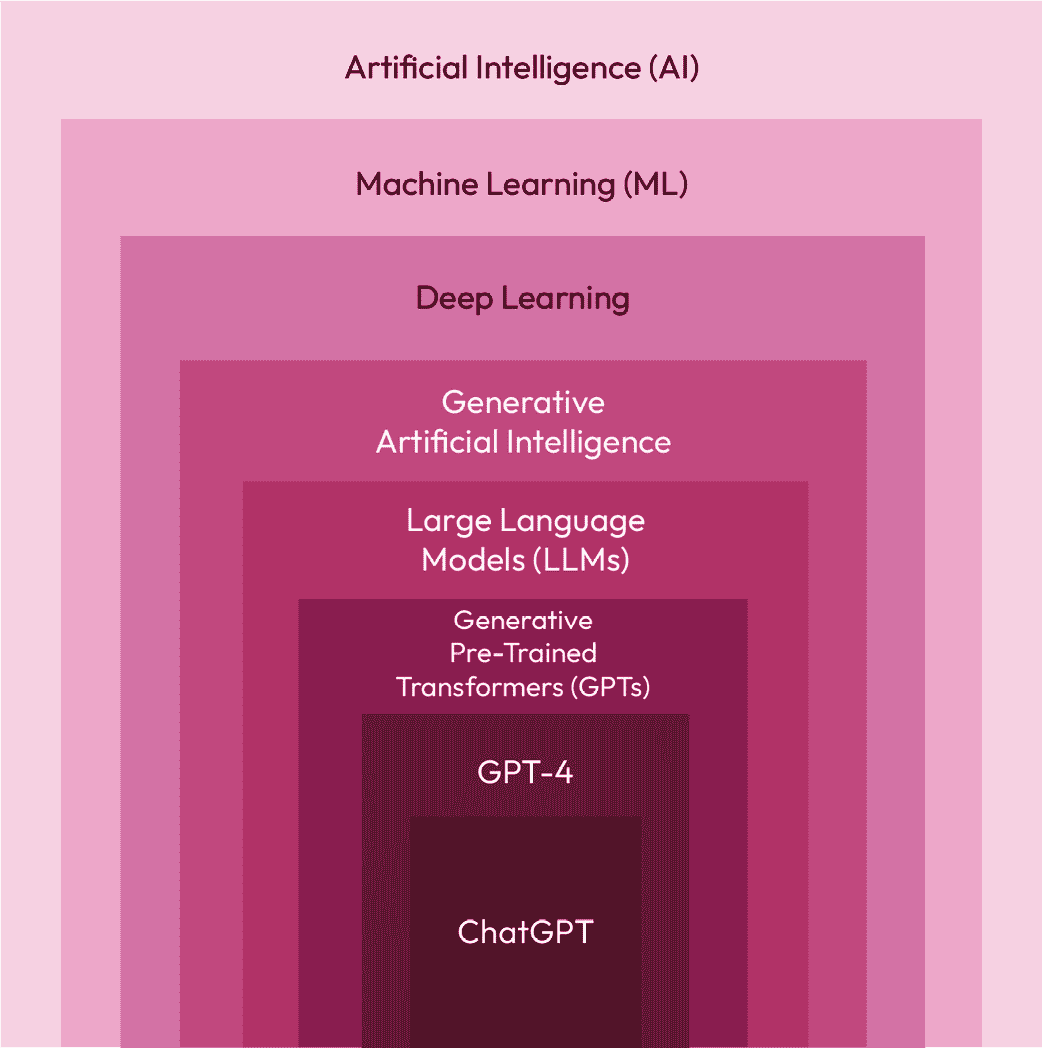 Artificial Intelligence (AI)
Machine Learning (ML)
Deep Learning
Generative
Artificial Intelligence
Large Language
Models (LLMs)
Generative
Pre-Trained
Transformers (GPTs)
GPT-4
ChatGPT